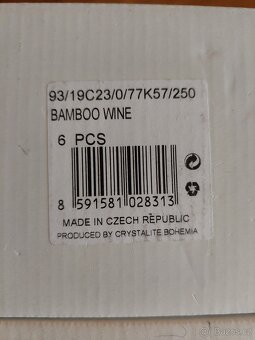 93/19C23/0/77K57/250
BAMBOO WINE
6 PCS
8 591581 028313
MADE IN CZECH REPUBLIC
PRODUCED BY CRYSTALITE BOHEMIA